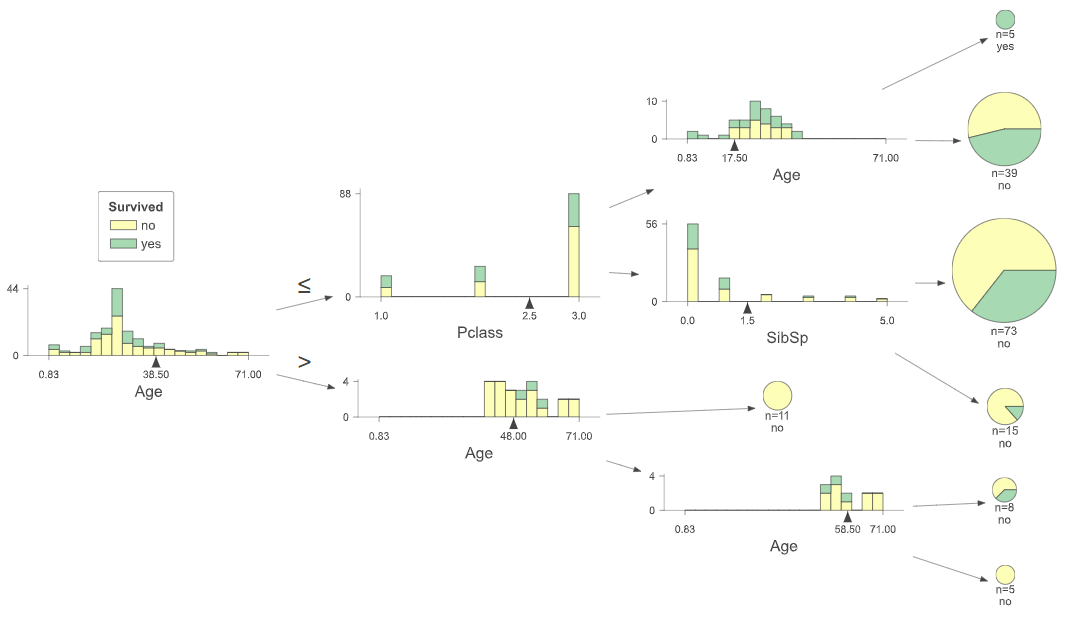 n=5
yes
10
0
0.83
17.50
71.00
Age
n=39
no
88
0
1.0
2.5
3.0
Pclass
Survived
no
yes
≤
>
44
0
0.83
38.50
71.00
Age
56
0
0.0
1.5
5.0
SibSp
n=73
no
4
0
0.83
48.00
71.00
Age
n=11
no
n=15
no
4
0
0.83
58.50
71.00
Age
n=8
no
n=5
no